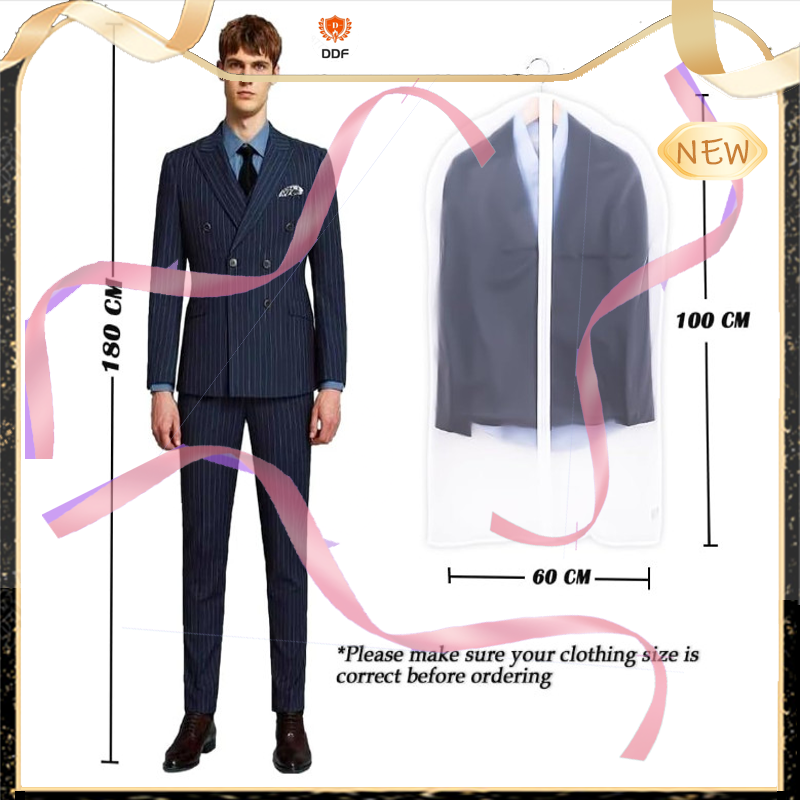 D
DDF
NEW
180 CM
100 CM
60 CM
*Please make sure your clothing size is
correct before ordering